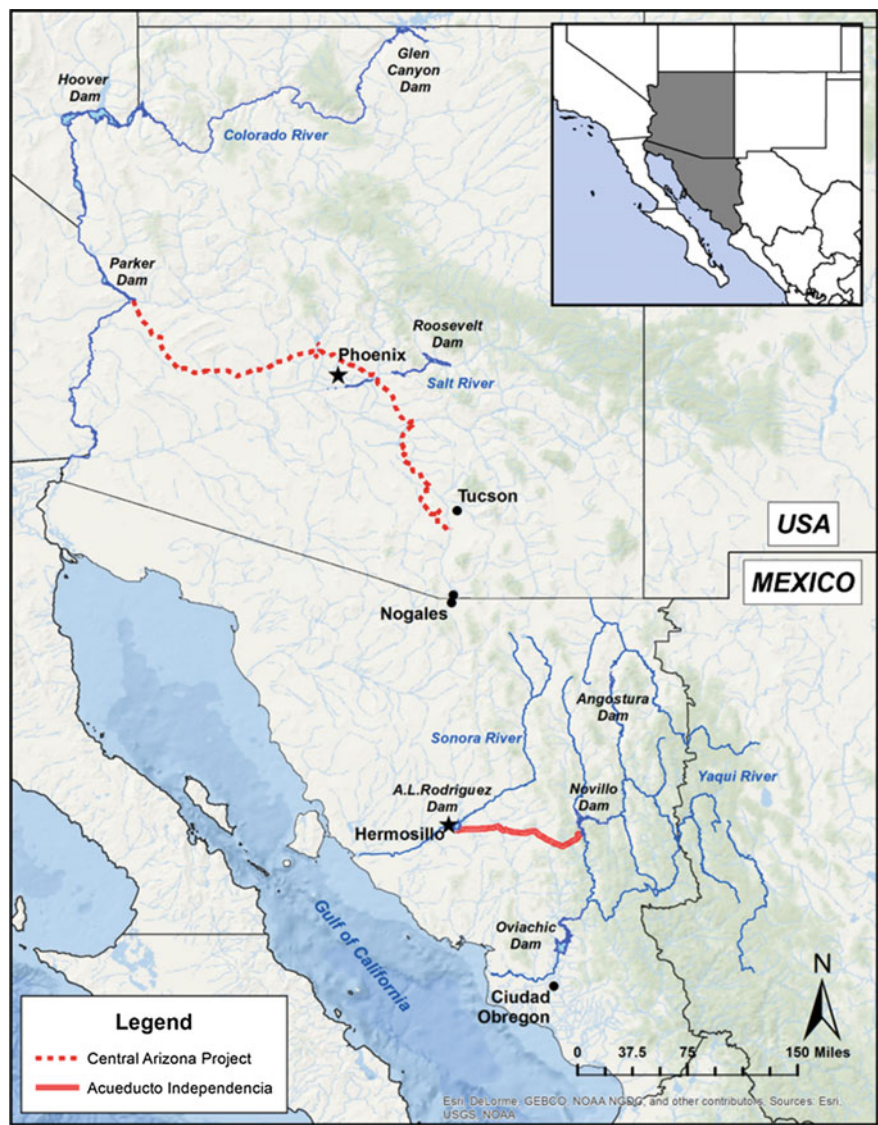 Glen
Canyon
Dam
Hoover
Dam
Colorado River
Parker
Dam
Roosevelt
Dam
Phoenix
Salt River
Tucson
USA
MEXICO
Nogales
Angostura
Dam
Sonora River
Yaqui River
A.L.Rodriguez
Dam
Novillo
Dam
Hermosillo
Gulf of California
Oviachic
Dam
Ciudad
Obregon
N
Legend
Central Arizona Project
Acueducto Independencia
0 37.5 75 150 Miles
Esri, DeLorme, GEBCO, NOAA NGDC, and other contributors, Sources: Esri,
USGS, NOAA